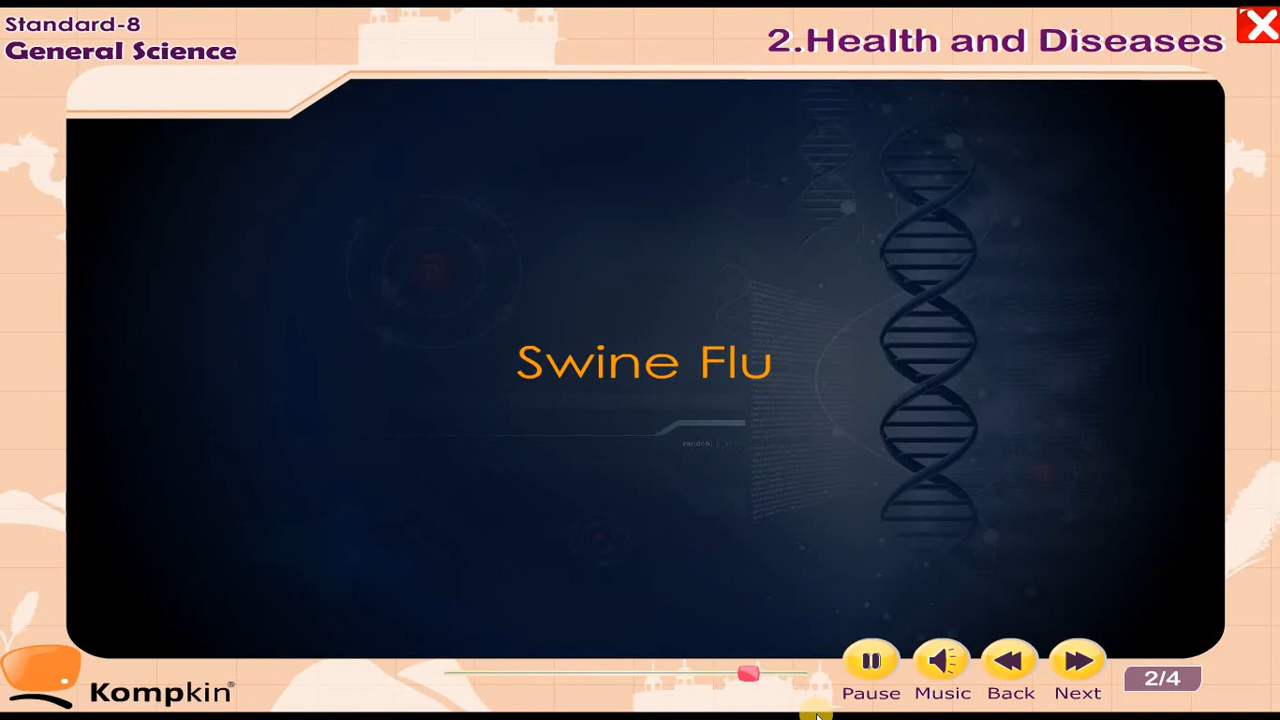 Standard-8
General Science
2.Health and Diseases
Swine Flu
Kompkin®
Pause
Music
Back
Next
2/4